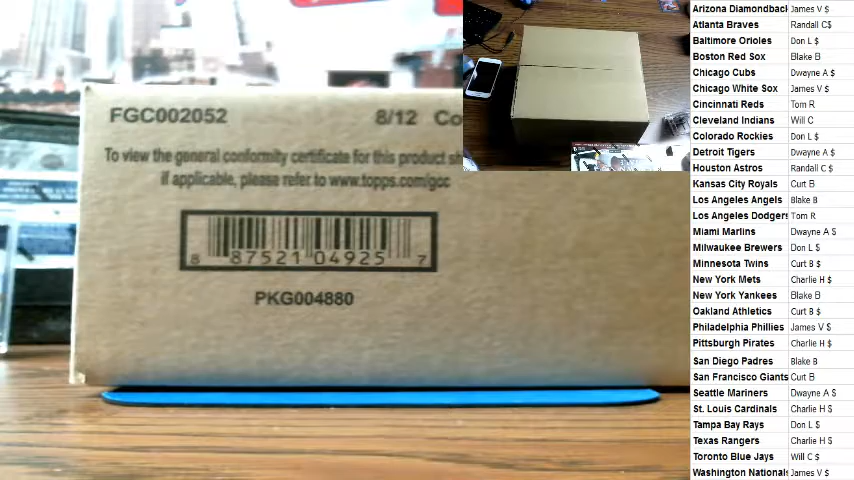 FGC002052 8/12 Co
To view the general conformity certificate for this product sh
if applicable, please refer to www.topps.com/gcc
8 87521 04925 7
PKG004880
Arizona Diamondback James V $
Atlanta Braves Randall C$
Baltimore Orioles Don L $
Boston Red Sox Blake B
Chicago Cubs Dwayne A $
Chicago White Sox James V $
Cincinnati Reds Tom R
Cleveland Indians Will C
Colorado Rockies Don L $
Detroit Tigers Dwayne A $
Houston Astros Randall C $
Kansas City Royals Curt B
Los Angeles Angels Blake B
Los Angeles Dodgers Tom R
Miami Marlins Dwayne A $
Milwaukee Brewers Don L $
Minnesota Twins Curt B $
New York Mets Charlie H $
New York Yankees Blake B
Oakland Athletics Curt B $
Philadelphia Phillies James V $
Pittsburgh Pirates Charlie H $
San Diego Padres Blake B
San Francisco Giants Curt B
Seattle Mariners Dwayne A $
St. Louis Cardinals Charlie H $
Tampa Bay Rays Don L $
Texas Rangers Charlie H $
Toronto Blue Jays Will C $
Washington Nationals James V $